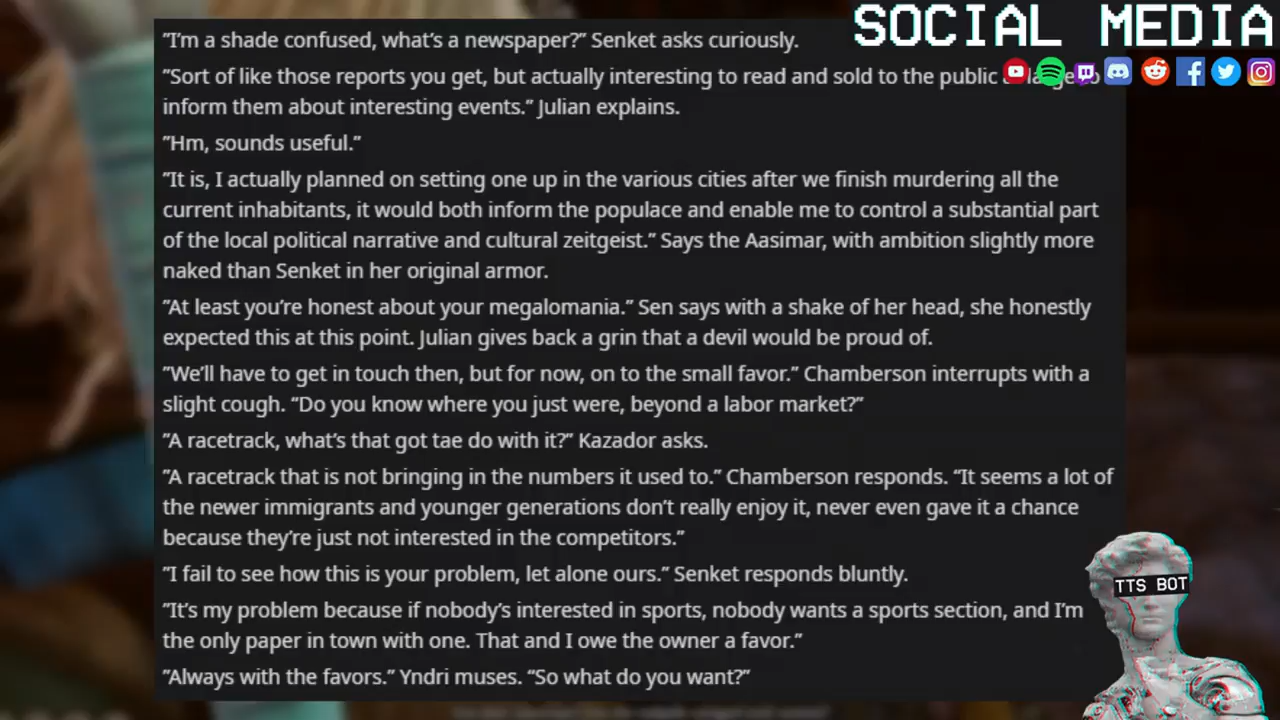 SOCIAL MEDIA
"I'm a shade confused, what's a newspaper?" Senket asks curiously.
"Sort of like those reports you get, but actually interesting to read and sold to the public
inform them about interesting events." Julian explains.
"Hm, sounds useful."
"It is, I actually planned on setting one up in the various cities after we finish murdering all the
current inhabitants, it would both inform the populace and enable me to control a substantial part
of the local political narrative and cultural zeitgeist." Says the Aasimar, with ambition slightly more
naked than Senket in her original armor.
"At least you're honest about your megalomania." Sen says with a shake of her head, she honestly
expected this at this point. Julian gives back a grin that a devil would be proud of.
"We'll have to get in touch then, but for now, on to the small favor." Chamberson interrupts with a
slight cough. "Do you know where you just were, beyond a labor market?"
"A racetrack, what's that got tae do with it?" Kazador asks.
"A racetrack that is not bringing in the numbers it used to." Chamberson responds. "It seems a lot of
the newer immigrants and younger generations don't really enjoy it, never even gave it a chance
because they're just not interested in the competitors."
"I fail to see how this is your problem, let alone ours." Senket responds bluntly.
"It's my problem because if nobody's interested in sports, nobody wants a sports section, and I'm
the only paper in town with one. That and I owe the owner a favor."
"Always with the favors." Yndri muses. "So what do you want?"
TTS BOT